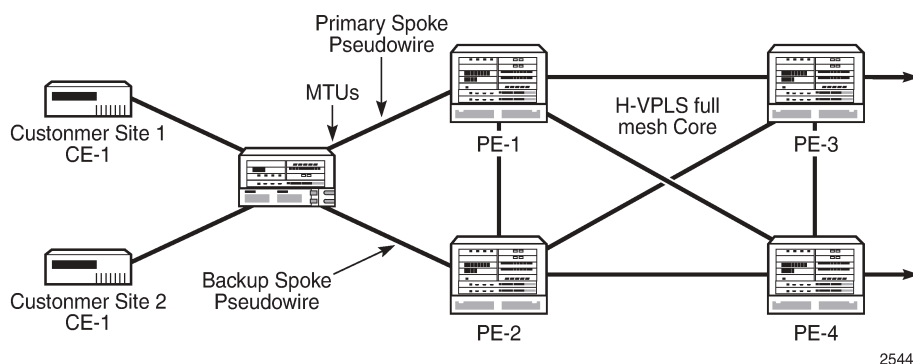 Primary Spoke
Pseudowire
MTUs
Custonmer Site 1
CE-1
PE-1
H-VPLS full
mesh Core
PE-3
Custonmer Site 2
CE-1
Backup Spoke
Pseudowire
PE-2
PE-4
2544